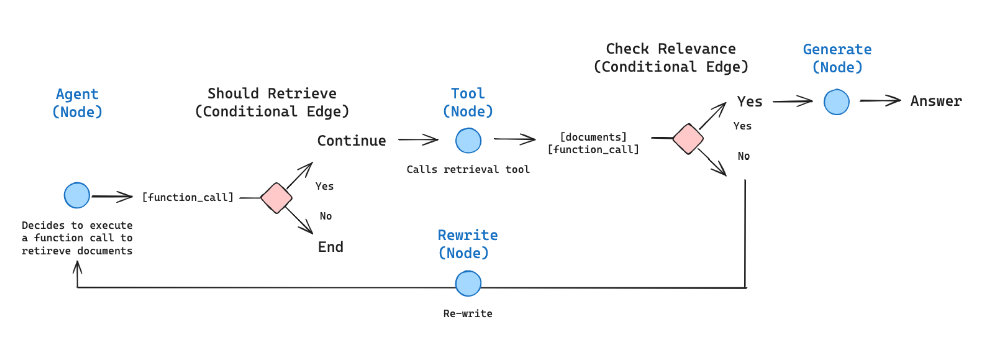 Agent
(Node)
Decides to execute
a function call to
retireve documents
[function_call]
Should Retrieve
(Conditional Edge)
Continue
Yes
No
End
Tool
(Node)
Calls retrieval tool
[documents]
[function_call]
Check Relevance
(Conditional Edge)
Yes
Yes
No
Generate
(Node)
Answer
Rewrite
(Node)
Re-write